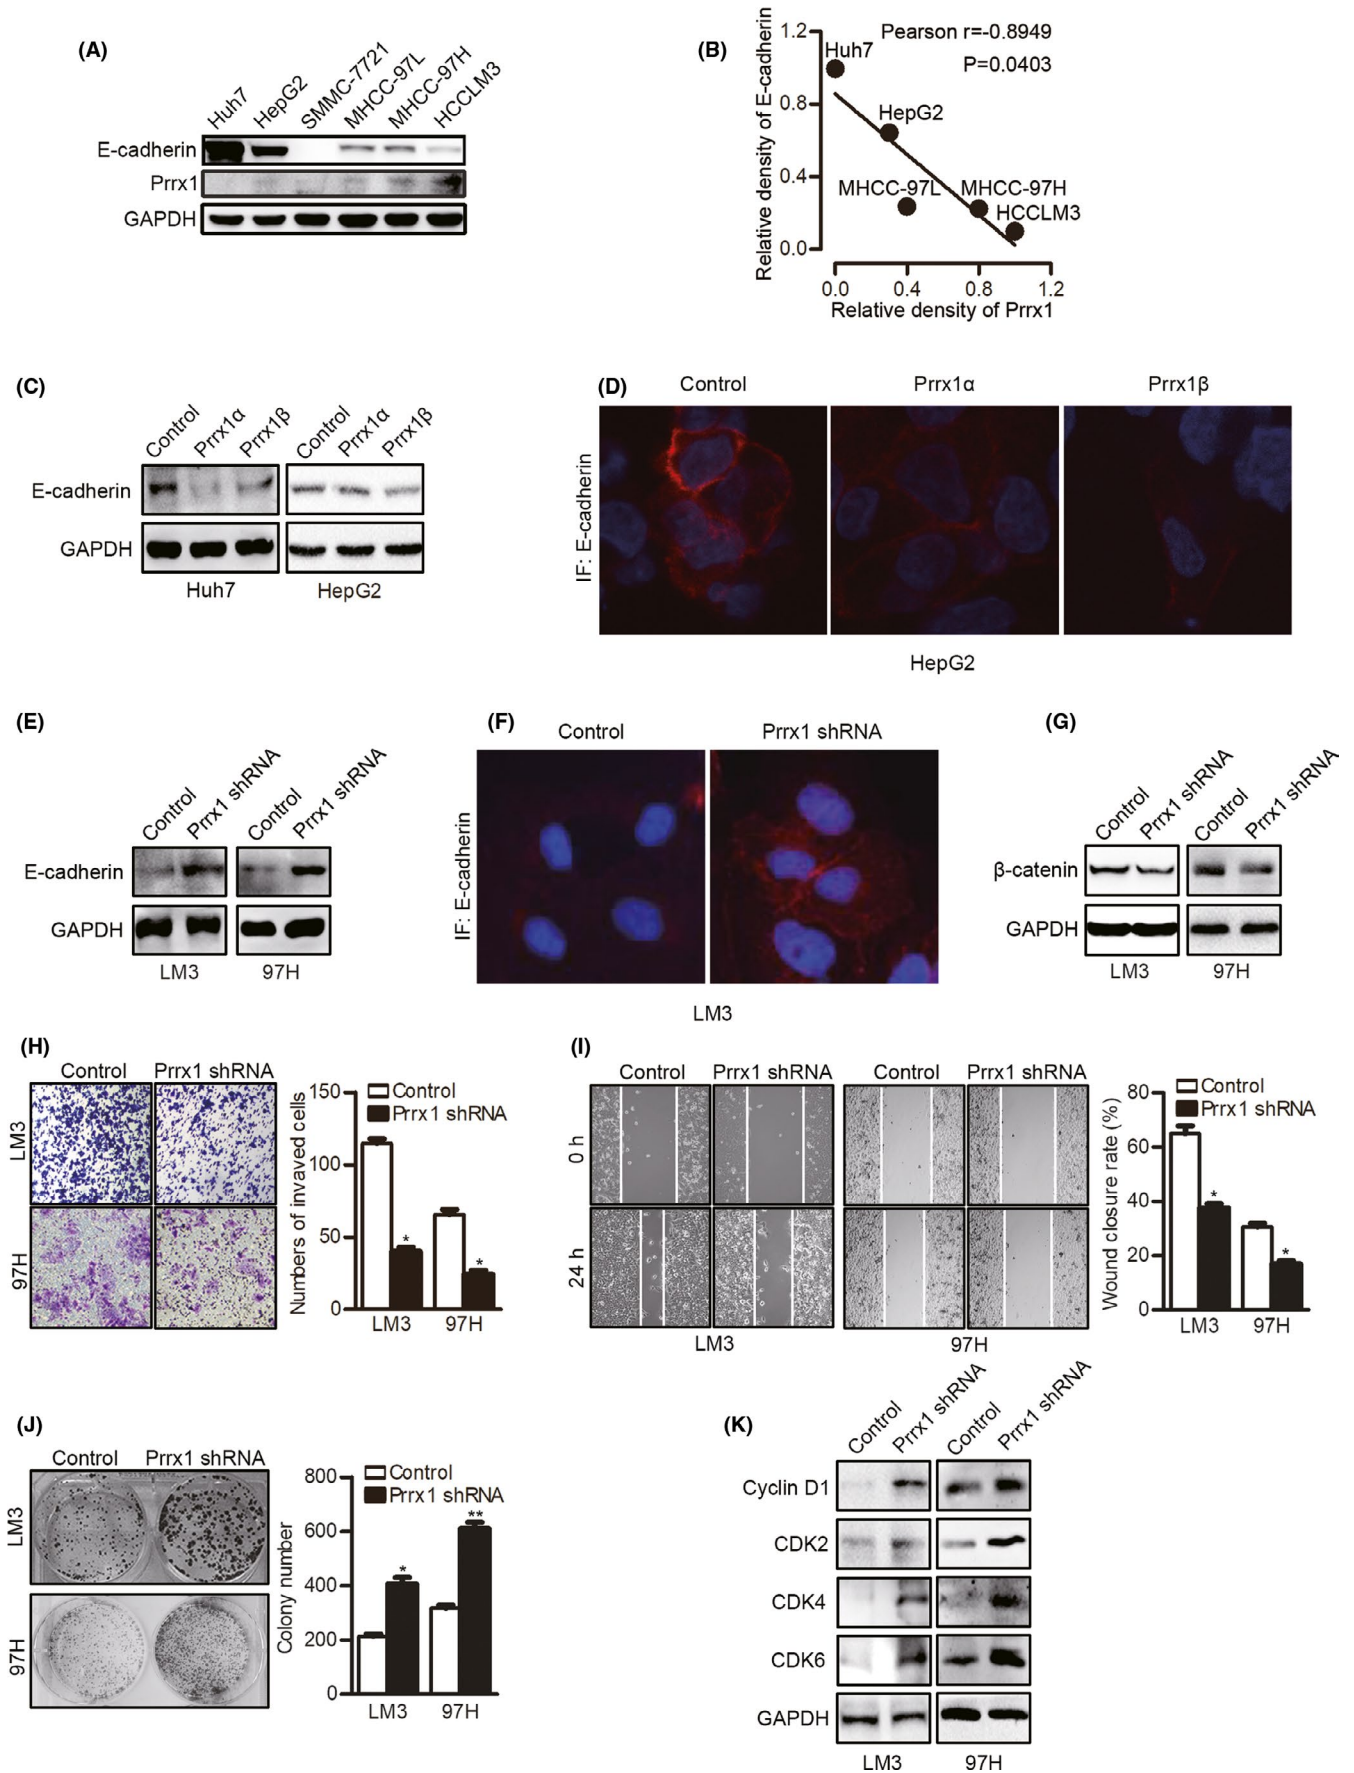 (A)
Huh7 HepG2 SMMC-7721 MHCC-97L MHCC-97H HCCLM3
E-cadherin
Prrx1
GAPDH
(B)
Relative density of E-cadherin
1.2
0.8
0.4
0.0
Pearson r=-0.8949
P=0.0403
Huh7
HepG2
MHCC-97L MHCC-97H
HCCLM3
0.0 0.4 0.8 1.2
Relative density of Prrx1
(C)
Control Prrx1α Prrx1β Control Prrx1α Prrx1β
E-cadherin
GAPDH
Huh7 HepG2
(D)
Control Prrx1α Prrx1β
IF: E-cadherin
HepG2
(E)
Control Prrx1 shRNA Control Prrx1 shRNA
E-cadherin
GAPDH
LM3 97H
(F)
Control Prrx1 shRNA
IF: E-cadherin
LM3
(G)
Control Prrx1 shRNA Control Prrx1 shRNA
β-catenin
GAPDH
LM3 97H
(H)
Control Prrx1 shRNA
LM3
97H
Numbers of invaved cells
150
100
50
0
Control
Prrx1 shRNA
* *
LM3 97H
(I)
Control Prrx1 shRNA Control Prrx1 shRNA
0 h
24 h
LM3 97H
Wound closure rate (%)
80
60
40
20
0
Control
Prrx1 shRNA
*
*
LM3 97H
(J)
Control Prrx1 shRNA
LM3
97H
Colony number
800
600
400
200
0
Control
Prrx1 shRNA
**
*
LM3 97H
(K)
Control Prrx1 shRNA Control Prrx1 shRNA
Cyclin D1
CDK2
CDK4
CDK6
GAPDH
LM3 97H